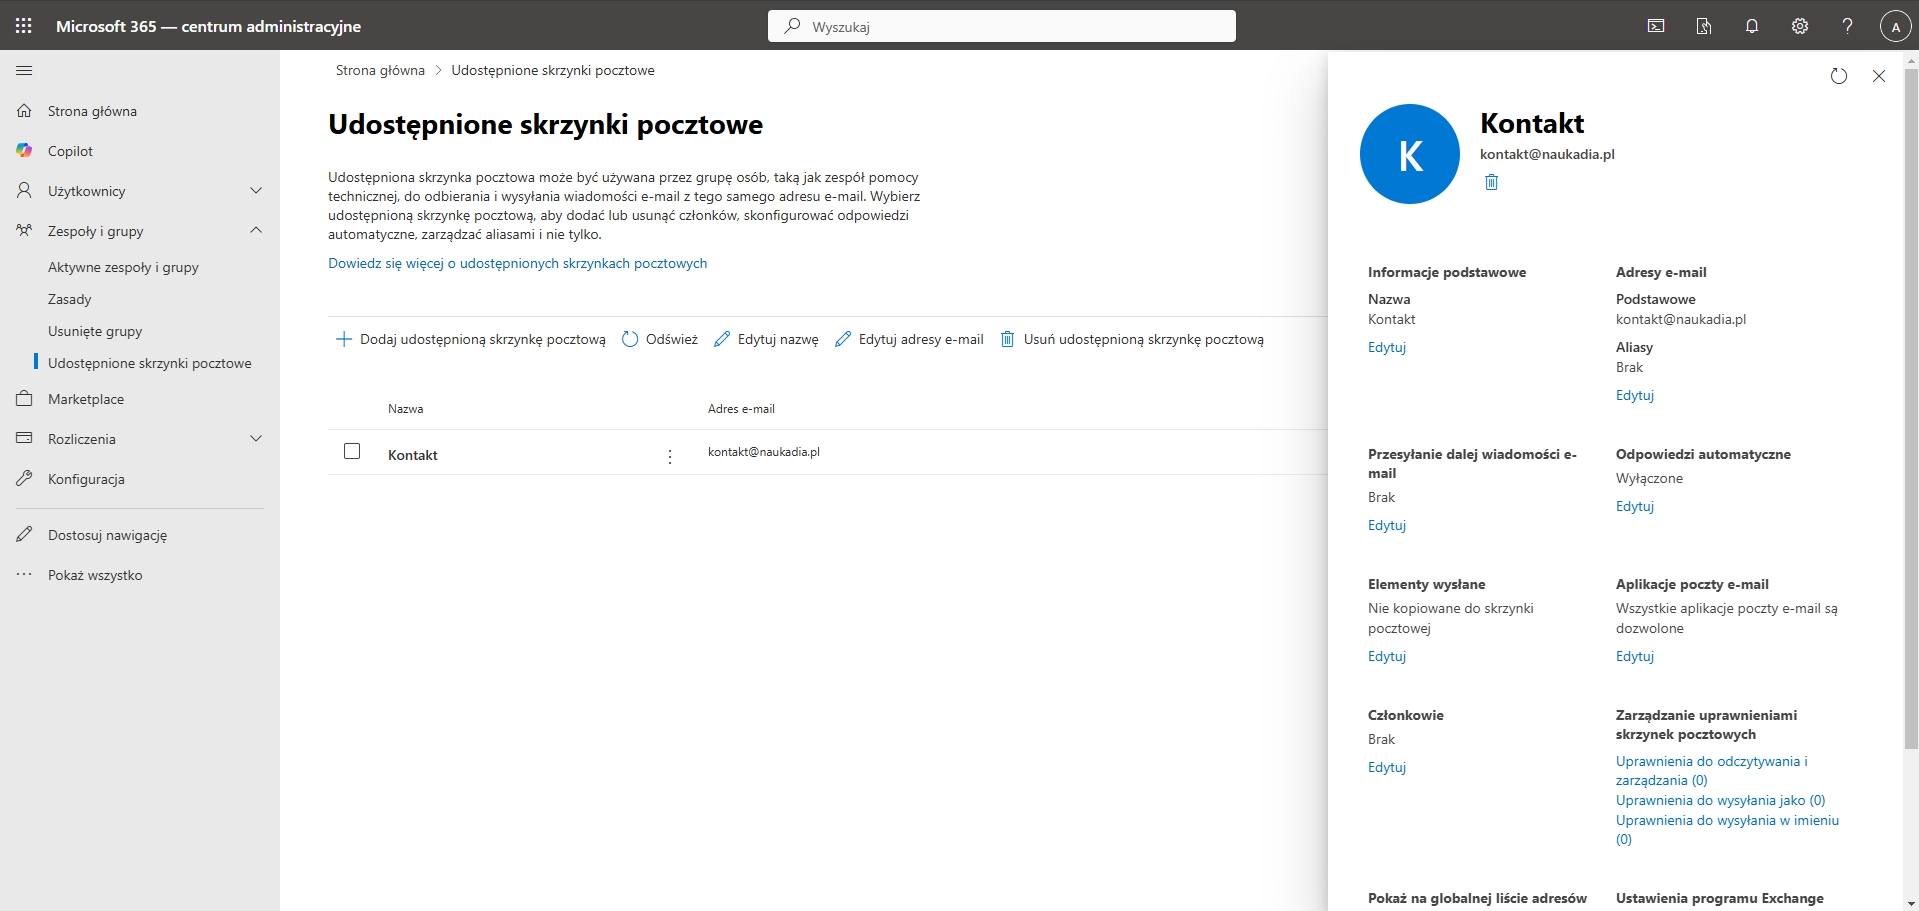 Microsoft 365 — centrum administracyjne
Wyszukaj
A
Strona główna
Copilot
Użytkownicy
Zespoły i grupy
Aktywne zespoły i grupy
Zasady
Usunięte grupy
Udostępnione skrzynki pocztowe
Marketplace
Rozliczenia
Konfiguracja
Dostosuj nawigację
Pokaż wszystko
Strona główna > Udostępnione skrzynki pocztowe
Udostępnione skrzynki pocztowe
Udostępniona skrzynka pocztowa może być używana przez grupę osób, taką jak zespół pomocy
technicznej, do odbierania i wysyłania wiadomości e-mail z tego samego adresu e-mail. Wybierz
udostępnioną skrzynkę pocztową, aby dodać lub usunąć członków, skonfigurować odpowiedzi
automatyczne, zarządzać aliasami i nie tylko.
Dowiedz się więcej o udostępnionych skrzynkach pocztowych
Dodaj udostępnioną skrzynkę pocztową Odśwież Edytuj nazwę Edytuj adresy e-mail Usuń udostępnioną skrzynkę pocztową
Nazwa Adres e-mail
Kontakt kontakt@naukadia.pl
K
Kontakt
kontakt@naukadia.pl
Informacje podstawowe
Nazwa
Kontakt
Edytuj
Adresy e-mail
Podstawowe
kontakt@naukadia.pl
Aliasy
Brak
Edytuj
Przesyłanie dalej wiadomości e-
mail
Brak
Edytuj
Odpowiedzi automatyczne
Wyłączone
Edytuj
Elementy wysłane
Nie kopiowane do skrzynki
pocztowej
Edytuj
Aplikacje poczty e-mail
Wszystkie aplikacje poczty e-mail są
dozwolone
Edytuj
Członkowie
Brak
Edytuj
Zarządzanie uprawnieniami
skrzynek pocztowych
Uprawnienia do odczytywania i
zarządzania (0)
Uprawnienia do wysyłania jako (0)
Uprawnienia do wysyłania w imieniu
(0)
Pokaż na globalnej liście adresów
Ustawienia programu Exchange